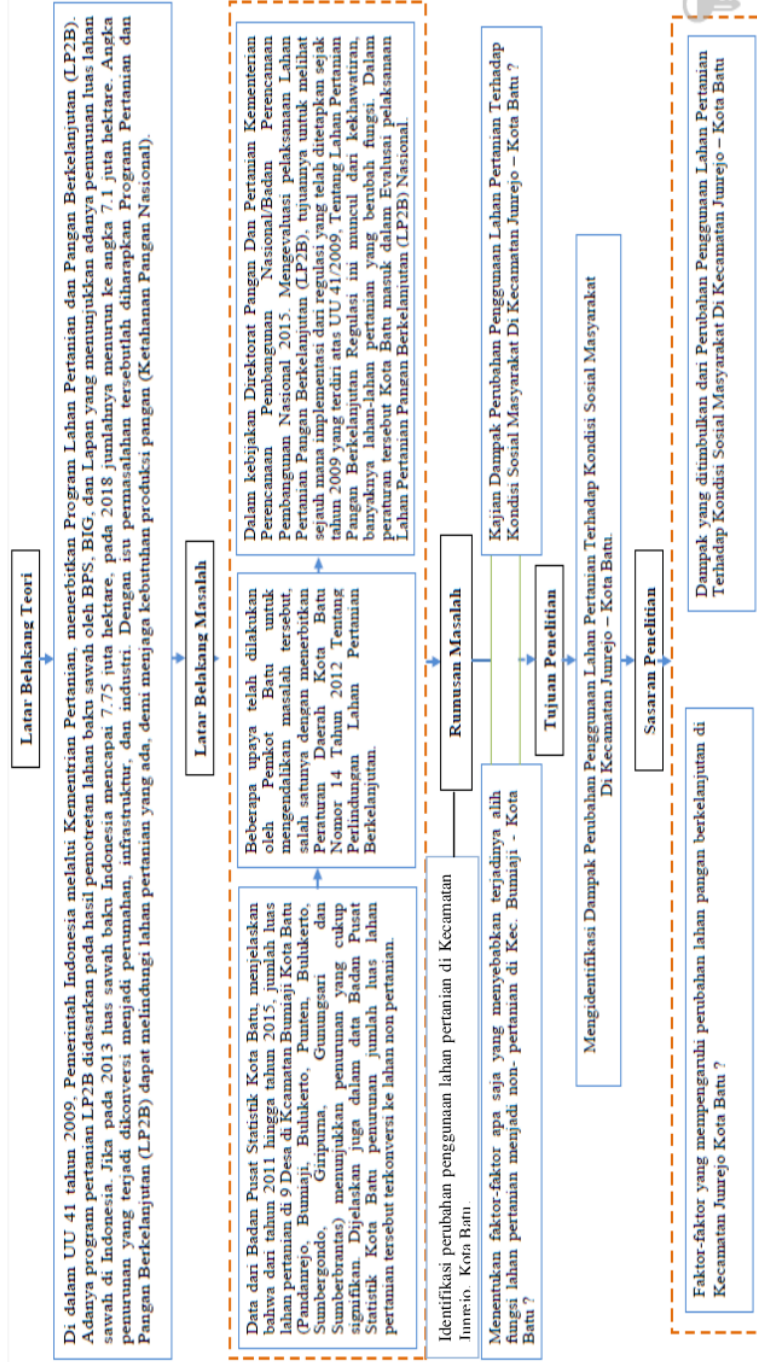 Latar Belakang Teori
Di dalam UU 41 tahun 2009, Pemerintah Indonesia melalui Kementrian Pertanian, menerbitkan Program Lahan Pertanian dan Pangan Berkelanjutan (LP2B).
Adanya program pertanian LP2B didasarkan pada hasil pemotretan lahan baku sawah oleh BPS, BIG, dan Lapan yang menunjukkan adanya penurunan luas lahan
sawah di Indonesia. Jika pada 2013 luas sawah baku Indonesia mencapai 7.75 juta hektare, pada 2018 jumlahnya menurun ke angka 7.1 juta hektare. Angka
penurunan yang terjadi dikonversi menjadi perumahan, infrastruktur, dan industri. Dengan isu permasalahan tersebutlah diharapkan Program Pertanian dan
Pangan Berkelanjutan (LP2B) dapat melindungi lahan pertanian yang ada, demi menjaga kebutuhan produksi pangan (Ketahanan Pangan Nasional).
Latar Belakang Masalah
Data dari Badan Pusat Statistik Kota Batu, menjelaskan
bahwa dari tahun 2011 hingga tahun 2015, jumlah luas
lahan pertanian di 9 Desa di Kcamatan Bumiaji Kota Batu
(Pandanrejo, Bumiaji, Bulukerto, Punten, Bulukerto,
Sumbergondo, Giripurna, Gunungsari dan
Sumberbrantas) menunjukkan penurunan yang cukup
signifikan. Dijelaskan juga dalam data Badan Pusat
Statistik Kota Batu penurunan jumlah luas lahan
pertanian tersebut terkonversi ke lahan non pertanian.
Beberapa upaya telah dilakukan
oleh Pemkot Batu untuk
mengendalikan masalah tersebut,
salah satunya dengan menerbitkan
Peraturan Daerah Kota Batu
Nomor 14 Tahun 2012 Tentang
Perlindungan Lahan Pertanian
Berkelanjutan.
Dalam kebijakan Direktorat Pangan Dan Pertanian Kementerian
Perencanaan Pembangunan Nasional/Badan Perencanaan
Pembangunan Nasional 2015. Mengevaluasi pelaksanaan Lahan
Pertanian Pangan Berkelanjutan (LP2B), tujuannya untuk melihat
sejauh mana implementasi dari regulasi yang telah ditetapkan sejak
tahun 2009 yang terdiri atas UU 41/2009, Tentang Lahan Pertanian
Pangan Berkelanjutan Regulasi ini muncul dari kekhawatiran,
banyaknya lahan-lahan pertanian yang berubah fungsi. Dalam
peraturan tersebut Kota Batu masuk dalam Evalusai pelaksanaan
Lahan Pertanian Pangan Berkelanjutan (LP2B) Nasional.
Rumusan Masalah
Identifikasi perubahan penggunaan lahan pertanian di Kecamatan
Junrejo, Kota Batu.
Menentukan faktor-faktor apa saja yang menyebabkan terjadinya alih
fungsi lahan pertanian menjadi non- pertanian di Kec. Bumiaji - Kota
Batu ?
Kajian Dampak Perubahan Penggunaan Lahan Pertanian Terhadap
Kondisi Sosial Masyarakat Di Kecamatan Junrejo – Kota Batu ?
Tujuan Penelitian
Mengidentifikasi Dampak Perubahan Penggunaan Lahan Pertanian Terhadap Kondisi Sosial Masyarakat
Di Kecamatan Junrejo – Kota Batu.
Sasaran Penelitian
Faktor-faktor yang mempengaruhi perubahan lahan pangan berkelanjutan di
Kecamatan Junrejo Kota Batu ?
Dampak yang ditimbulkan dari Perubahan Penggunaan Lahan Pertanian
Terhadap Kondisi Sosial Masyarakat Di Kecamatan Junrejo – Kota Batu